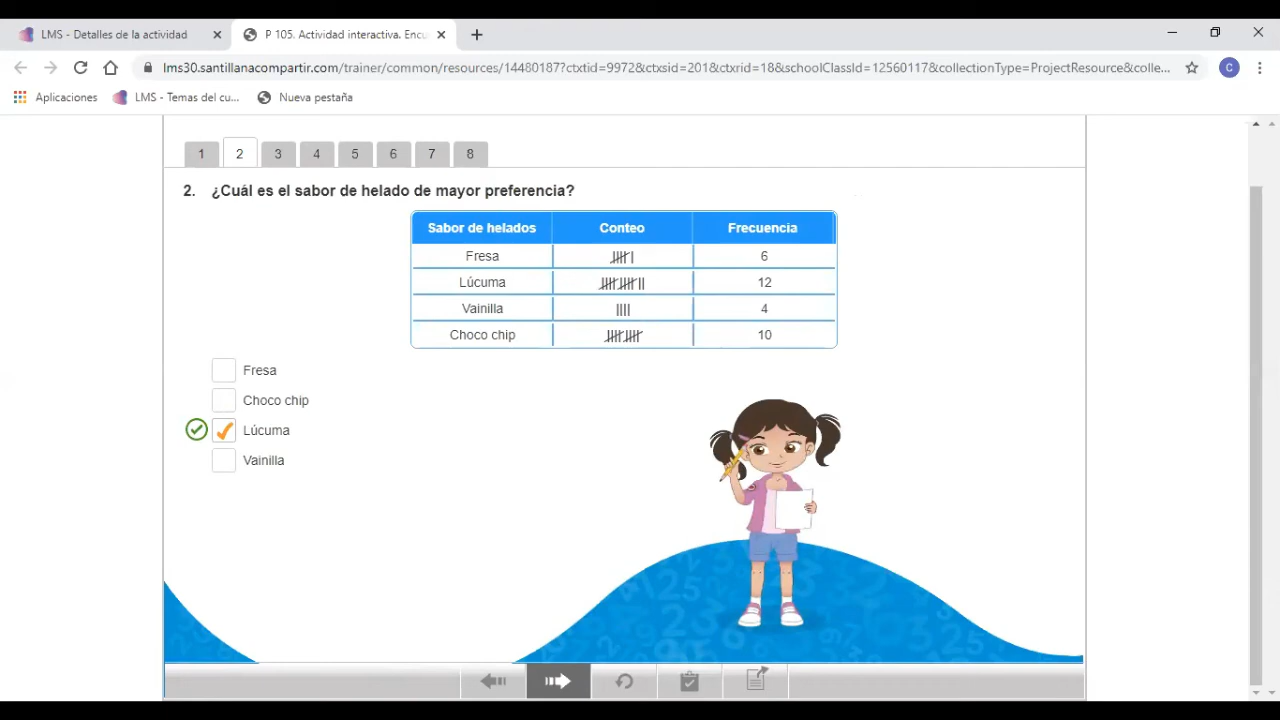 LMS - Detalles de la actividad
P 105. Actividad interactiva. Encu
lms30.santillanacompartir.com/trainer/common/resources/14480187?ctxtid=9972&ctxsid=201&ctxrid=18&schoolClassId=12560117&collectionType=ProjectResource&colle...
C
Aplicaciones LMS - Temas del cu... Nueva pestaña
1 2 3 4 5 6 7 8
2. ¿Cuál es el sabor de helado de mayor preferencia?
Sabor de helados Conteo Frecuencia
Fresa 6
Lúcuma 12
Vainilla 4
Choco chip 10
Fresa
Choco chip
Lúcuma
Vainilla